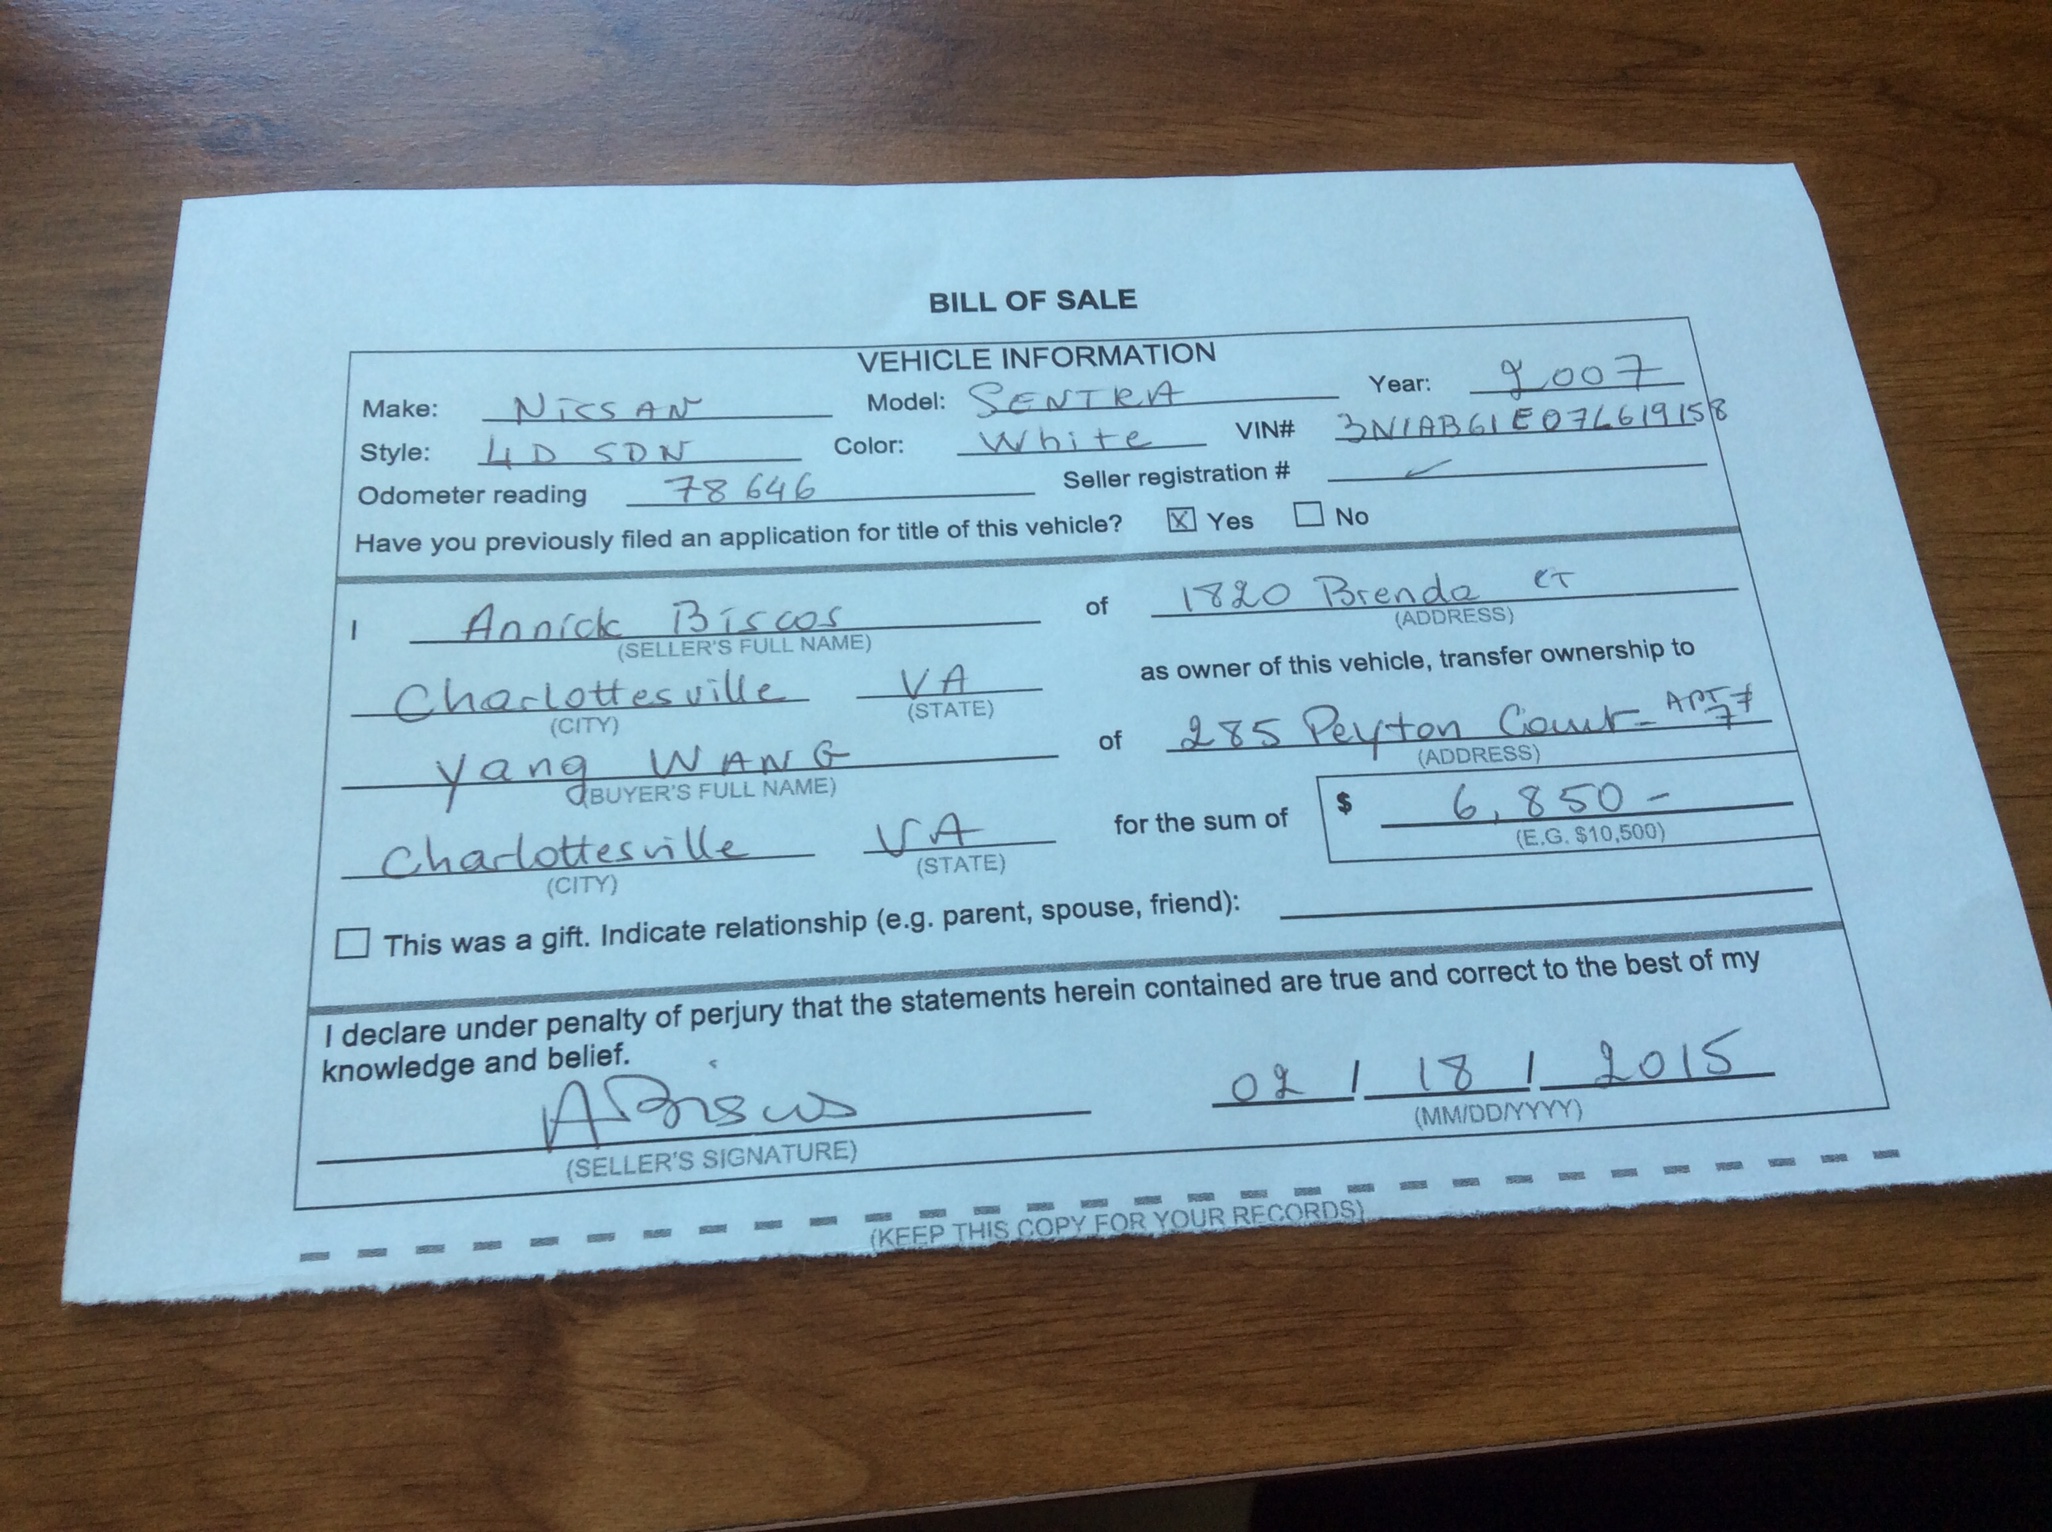 BILL OF SALE
VEHICLE INFORMATION
Make: NissAN Model: SENTRA Year: 2007
Style: 4D SDN Color: White VIN# 3N1AB61E07L619158
Odometer reading 78646 Seller registration # ✓
Have you previously filed an application for title of this vehicle? [X] Yes [ ] No
I Annick Biscos of 1820 Brenda CT
(SELLER'S FULL NAME) (ADDRESS)
Charlottesville VA as owner of this vehicle, transfer ownership to
(CITY) (STATE)
Yang WANG of 285 Peyton Court - APT # 7
(BUYER'S FULL NAME) (ADDRESS)
Charlottesville VA for the sum of $ 6,850 -
(CITY) (STATE) (E.G. $10,500)
[ ] This was a gift. Indicate relationship (e.g. parent, spouse, friend):
I declare under penalty of perjury that the statements herein contained are true and correct to the best of my
knowledge and belief.
ABiscos 02 / 18 / 2015
(SELLER'S SIGNATURE) (MM/DD/YYYY)
(KEEP THIS COPY FOR YOUR RECORDS)